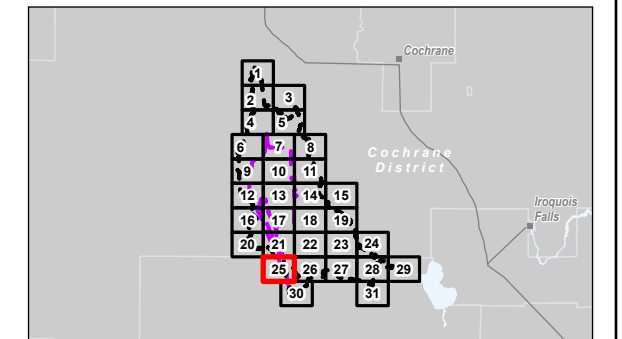 Cochrane
1
2 3
4 5
6 7 8
Cochrane
District
9 10 11
12 13 14 15
Iroquois
Falls
16 17 18 19
20 21 22 23 24
25 26 27 28 29
30 31